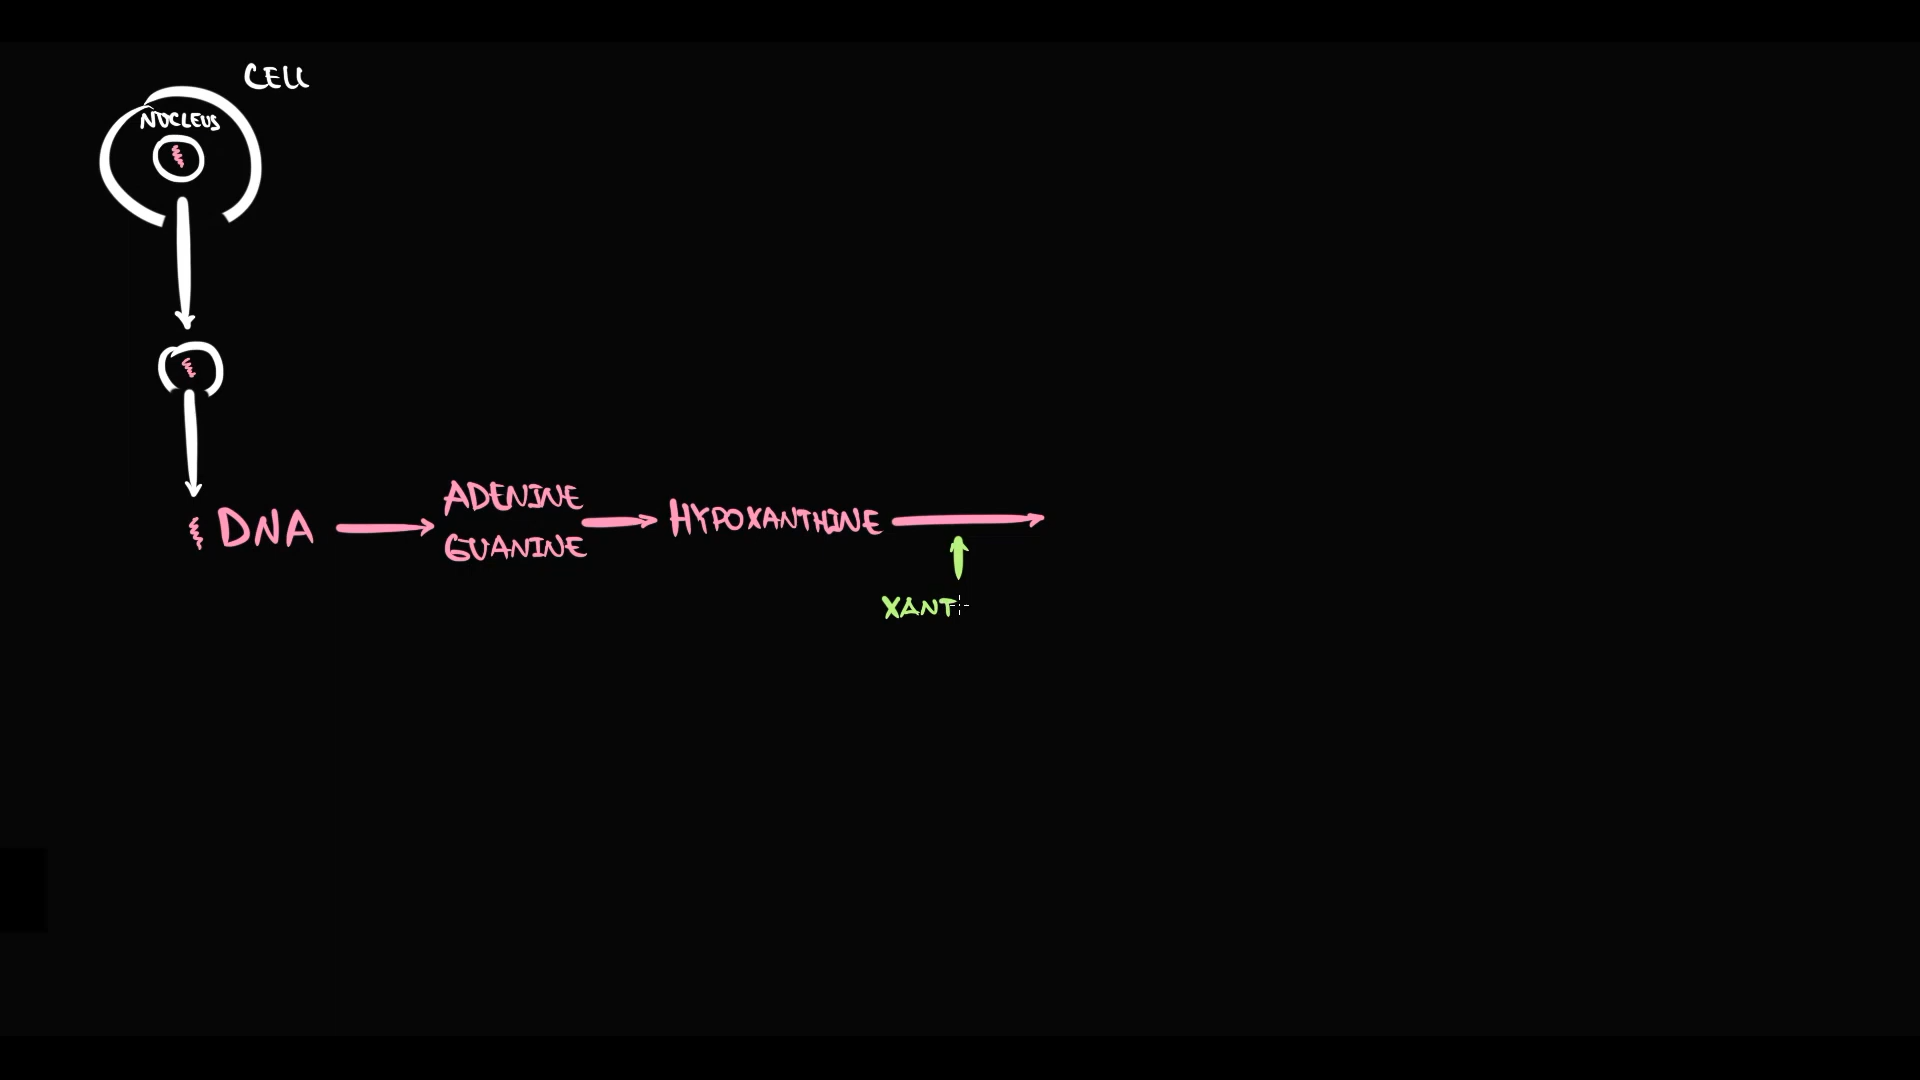 CELL
NUCLEUS
DNA
ADENINE
GUANINE
HYPOXANTHINE
XANT